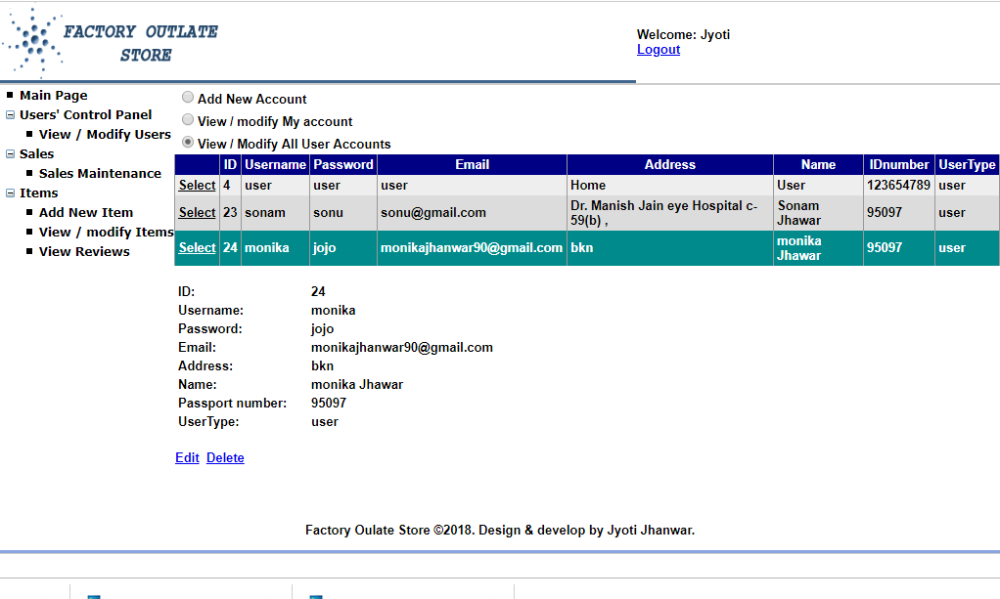 FACTORY OUTLATE
STORE
Welcome: Jyoti
Logout
Main Page
Users' Control Panel
View / Modify Users
Sales
Sales Maintenance
Items
Add New Item
View / modify Items
View Reviews
Add New Account
View / modify My account
View / Modify All User Accounts
ID Username Password Email Address Name IDnumber UserType
Select 4 user user user Home User 123654789 user
Select 23 sonam sonu sonu@gmail.com Dr. Manish Jain eye Hospital c- Sonam 95097 user
59(b) , Jhawar
Select 24 monika jojo monikajhanwar90@gmail.com bkn monika 95097 user
Jhawar
ID: 24
Username: monika
Password: jojo
Email: monikajhanwar90@gmail.com
Address: bkn
Name: monika Jhawar
Passport number: 95097
UserType: user
Edit Delete
Factory Oulate Store ©2018. Design & develop by Jyoti Jhanwar.